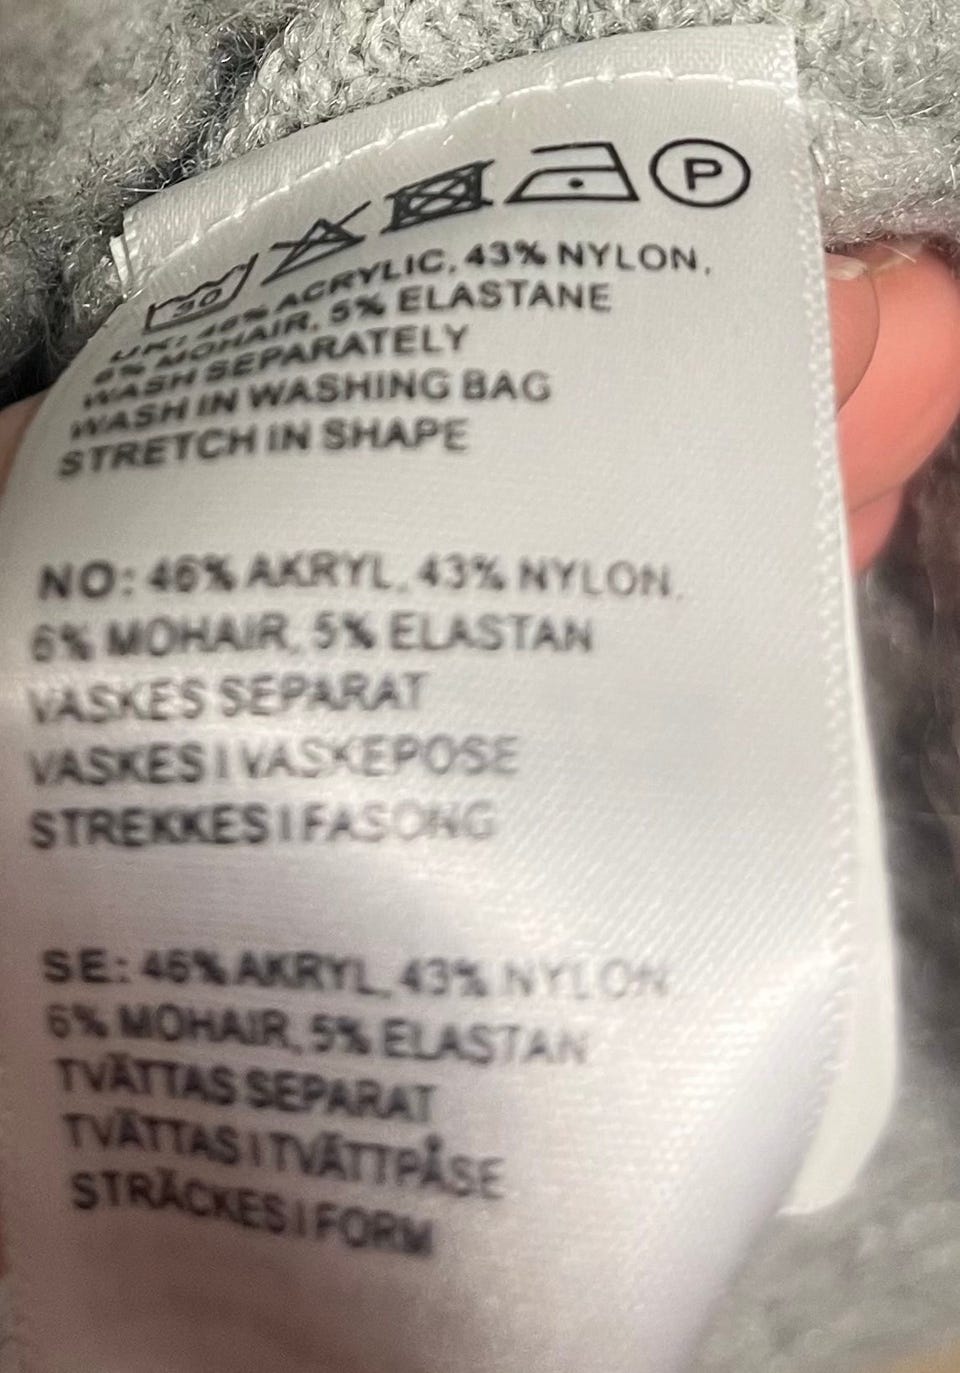 30
P
UK: 46% ACRYLIC, 43% NYLON,
6% MOHAIR, 5% ELASTANE
WASH SEPARATELY
WASH IN WASHING BAG
STRETCH IN SHAPE
NO: 46% AKRYL, 43% NYLON,
6% MOHAIR, 5% ELASTAN
VASKES SEPARAT
VASKES I VASKEPOSE
STREKKES I FASONG
SE: 46% AKRYL, 43% NYLON
6% MOHAIR, 5% ELASTAN
TVÄTTAS SEPARAT
TVÄTTAS I TVÄTTPÅSE
STRÄCKES I FORM